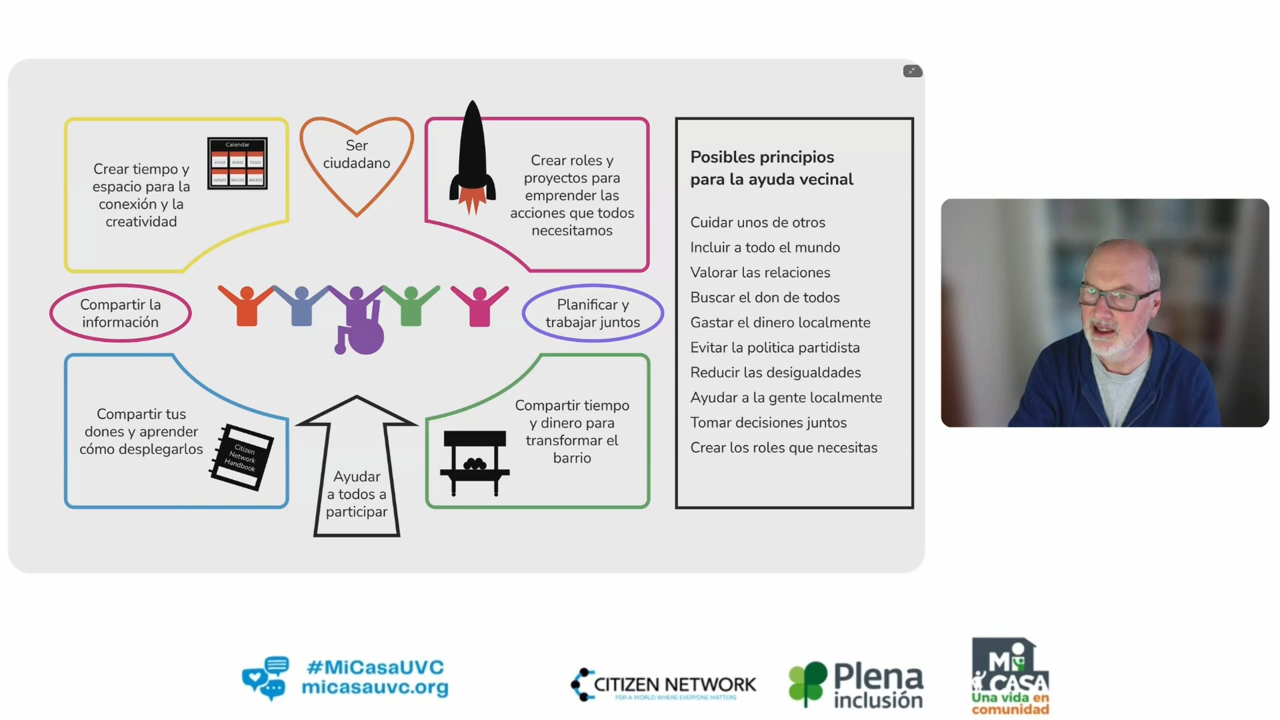 Crear tiempo y
espacio para la
conexión y la
creatividad
Calendar
Ser
ciudadano
Crear roles y
proyectos para
emprender las
acciones que todos
necesitamos
Compartir la
información
Planificar y
trabajar juntos
Compartir tus
dones y aprender
cómo desplegarlos
Citizen
Network
Handbook
Ayudar
a todos a
participar
Compartir tiempo
y dinero para
transformar el
barrio
Posibles principios
para la ayuda vecinal
Cuidar unos de otros
Incluir a todo el mundo
Valorar las relaciones
Buscar el don de todos
Gastar el dinero localmente
Evitar la politica partidista
Reducir las desigualdades
Ayudar a la gente localmente
Tomar decisiones juntos
Crear los roles que necesitas
#MiCasaUVC
micasauvc.org
CITIZEN NETWORK
FOR A WORLD WHERE EVERYONE MATTERS
Plena
inclusión
Mi
CASA
Una vida en
comunidad